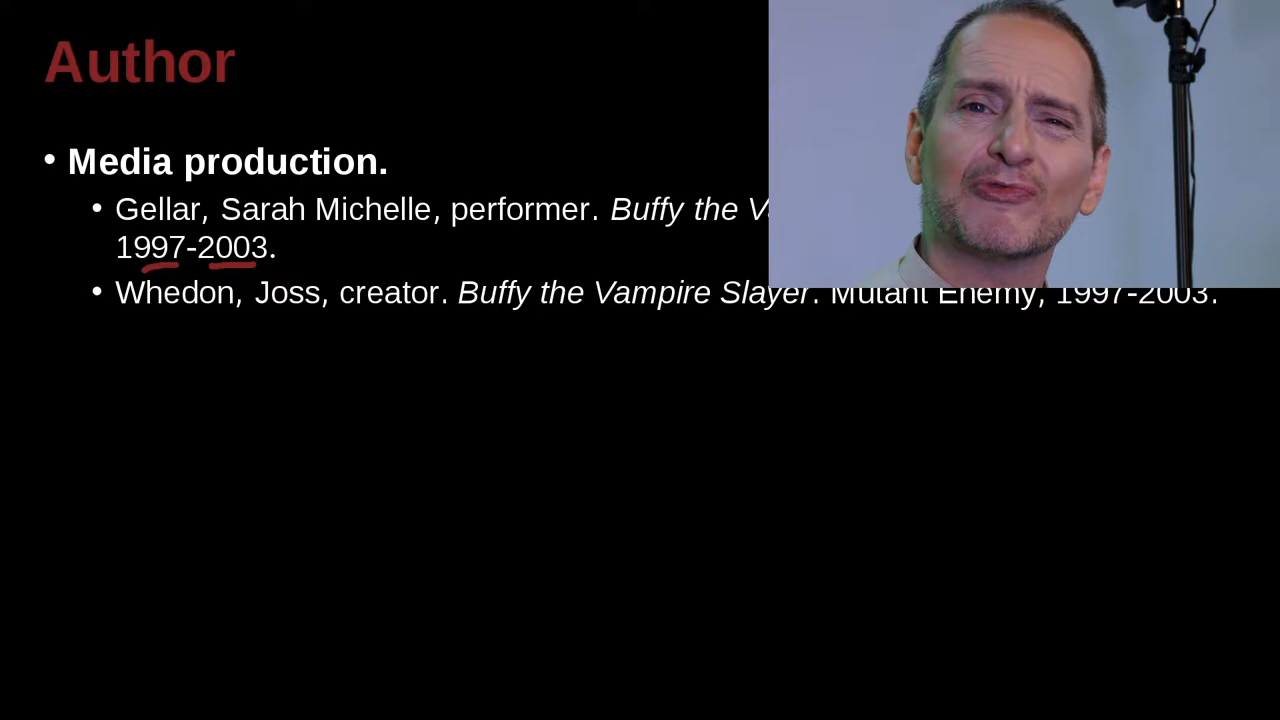 Author
• Media production.
• Gellar, Sarah Michelle, performer. Buffy the
1997-2003.
• Whedon, Joss, creator. Buffy the Vampire Slayer. Mutant Enemy, 1997-2003.